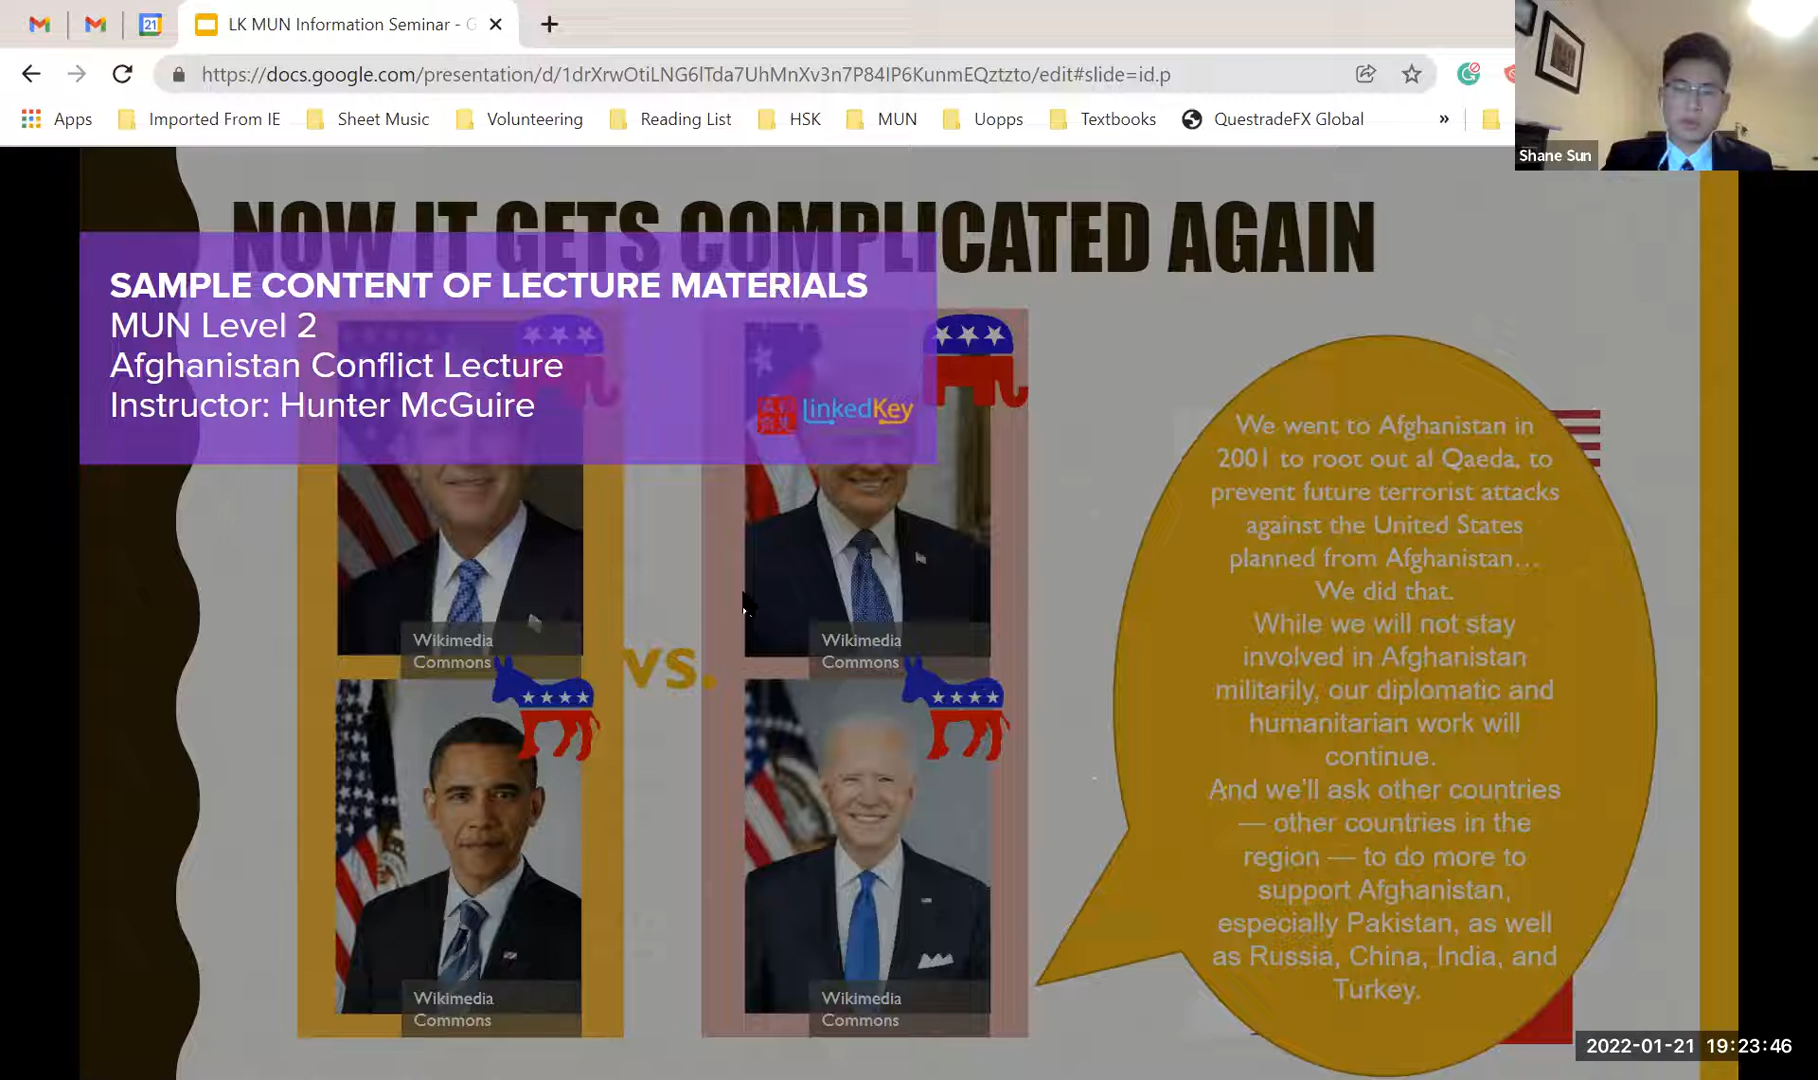 21
LK MUN Information Seminar - G
https://docs.google.com/presentation/d/1drXrwOtiLNG6lTda7UhMnXv3n7P84IP6KunmEQztzto/edit#slide=id.p
Apps
Imported From IE
Sheet Music
Volunteering
Reading List
HSK
MUN
Uopps
Textbooks
QuestradeFX Global
»
Shane Sun
NOW IT GETS COMPLICATED AGAIN
SAMPLE CONTENT OF LECTURE MATERIALS
MUN Level 2
Afghanistan Conflict Lecture
Instructor: Hunter McGuire
LinkedKey
Wikimedia
Commons
Wikimedia
Commons
vs.
Wikimedia
Commons
Wikimedia
Commons
We went to Afghanistan in
2001 to root out al Qaeda, to
prevent future terrorist attacks
against the United States
planned from Afghanistan...
We did that.
While we will not stay
involved in Afghanistan
militarily, our diplomatic and
humanitarian work will
continue.
And we'll ask other countries
— other countries in the
region — to do more to
support Afghanistan,
especially Pakistan, as well
as Russia, China, India, and
Turkey.
2022-01-21 19:23:46